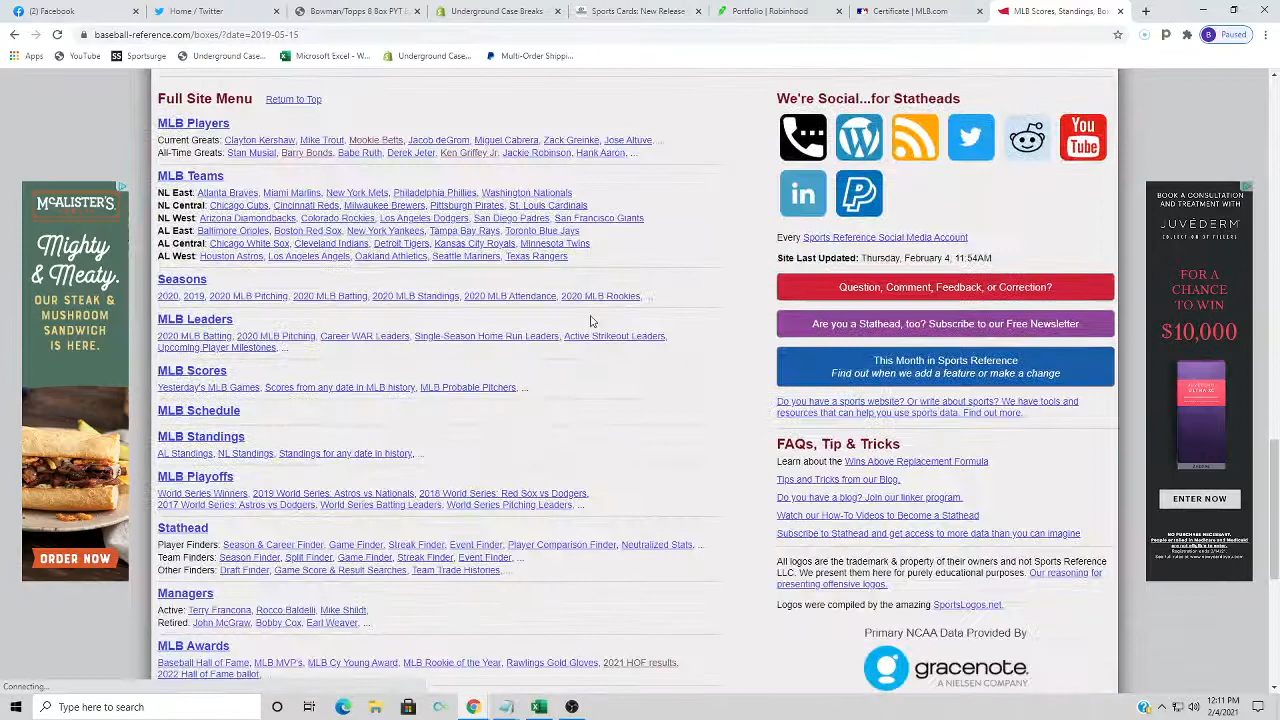 Facebook
Twitter
Bowman/Topps 8 Box PYT
Underground Case Breaks
Sports Cards: New Release
Portfolio | Robinhood
Certificate | MLB.com
MLB Stats, Scores, Standings: Box
baseball-reference.com/boxes/?date=2019-05-15
B Paused
Apps YouTube Sportsurge Underground Case... Microsoft Excel - W... Underground Case... Multi-Order Shippi...
Full Site Menu Return to Top
MLB Players
Current Greats: Clayton Kershaw, Mike Trout, Mookie Betts, Jacob deGrom, Miguel Cabrera, Zack Greinke, Jose Altuve, ...
All-Time Greats: Stan Musial, Barry Bonds, Babe Ruth, Derek Jeter, Ken Griffey Jr., Jackie Robinson, Hank Aaron, ...
MLB Teams
NL East: Atlanta Braves, Miami Marlins, New York Mets, Philadelphia Phillies, Washington Nationals
NL Central: Chicago Cubs, Cincinnati Reds, Milwaukee Brewers, Pittsburgh Pirates, St. Louis Cardinals
NL West: Arizona Diamondbacks, Colorado Rockies, Los Angeles Dodgers, San Diego Padres, San Francisco Giants
AL East: Baltimore Orioles, Boston Red Sox, New York Yankees, Tampa Bay Rays, Toronto Blue Jays
AL Central: Chicago White Sox, Cleveland Indians, Detroit Tigers, Kansas City Royals, Minnesota Twins
AL West: Houston Astros, Los Angeles Angels, Oakland Athletics, Seattle Mariners, Texas Rangers
Seasons
2020, 2019, 2020 MLB Pitching, 2020 MLB Batting, 2020 MLB Standings, 2020 MLB Attendance, 2020 MLB Rookies, ...
MLB Leaders
2020 MLB Batting, 2020 MLB Pitching, Career WAR Leaders, Single-Season Home Run Leaders, Active Strikeout Leaders,
Upcoming Player Milestones, ...
MLB Scores
Yesterday's MLB Games, Scores from any date in MLB history, MLB Probable Pitchers, ...
MLB Schedule
MLB Standings
AL Standings, NL Standings, Standings for any date in history, ...
MLB Playoffs
World Series Winners, 2019 World Series: Astros vs Nationals, 2018 World Series: Red Sox vs Dodgers,
2017 World Series: Astros vs Dodgers, World Series Batting Leaders, World Series Pitching Leaders, ...
Stathead
Player Finders: Season & Career Finder, Game Finder, Streak Finder, Event Finder, Player Comparison Finder, Neutralized Stats, ...
Team Finders: Season Finder, Split Finder, Game Finder, Streak Finder, Event Finder, ...
Other Finders: Draft Finder, Game Score & Result Searches, Team Trade Histories ...
Managers
Active: Terry Francona, Rocco Baldelli, Mike Shildt,
Retired: John McGraw, Bobby Cox, Earl Weaver, ...
MLB Awards
Baseball Hall of Fame, MLB MVP's, MLB Cy Young Award, MLB Rookie of the Year, Rawlings Gold Gloves, 2021 HOF results,
2022 Hall of Fame ballot,
We're Social...for Statheads
You
Tube
in
Every Sports Reference Social Media Account
Site Last Updated: Thursday, February 4, 11:54AM
Question, Comment, Feedback, or Correction?
Are you a Stathead, too? Subscribe to our Free Newsletter
This Month in Sports Reference
Find out when we add a feature or make a change
Do you have a sports website? Or write about sports? We have tools and
resources that can help you use sports data. Find out more.
FAQs, Tip & Tricks
Learn about the Wins Above Replacement Formula
Tips and Tricks from our Blog.
Do you have a blog? Join our linker program.
Watch our How-To Videos to Become a Stathead
Subscribe to Stathead and get access to more data than you can imagine
All logos are the trademark & property of their owners and not Sports Reference
LLC. We present them here for purely educational purposes. Our reasoning for
presenting offensive logos.
Logos were compiled by the amazing SportsLogos.net.
Primary NCAA Data Provided By
gracenote.
A NIELSEN COMPANY
McALISTER'S
Mighty
& Meaty.
OUR STEAK &
MUSHROOM
SANDWICH
IS HERE.
ORDER NOW
BOOK A CONSULTATION
AND TREATMENT WITH
JUVÉDERM
COLLECTION OF FILLERS
FOR A
CHANCE
TO WIN
$10,000
ENTER NOW
NO PURCHASE NECESSARY.
Connecting...
Type here to search
12:11 PM
2/4/2021